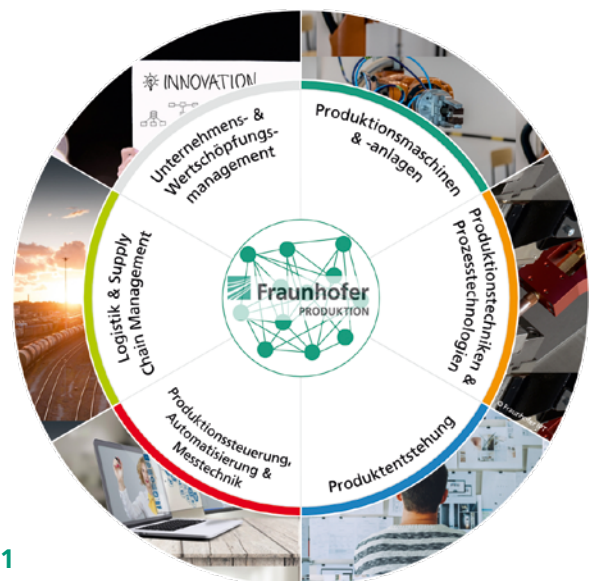 INNOVATION
Unternehmens- &
Wertschöpfungs-
management
Produktionsmaschinen
& -anlagen
Produktionstechniken &
Prozesstechnologien
Produktentstehung
Produktionssteuerung,
Automatisierung &
Messtechnik
Logistik & Supply
Chain Management
Fraunhofer
PRODUKTION
1